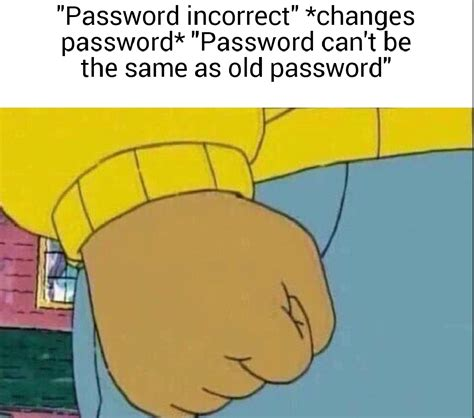 "Password incorrect" *changes
password* "Password can't be
the same as old password"